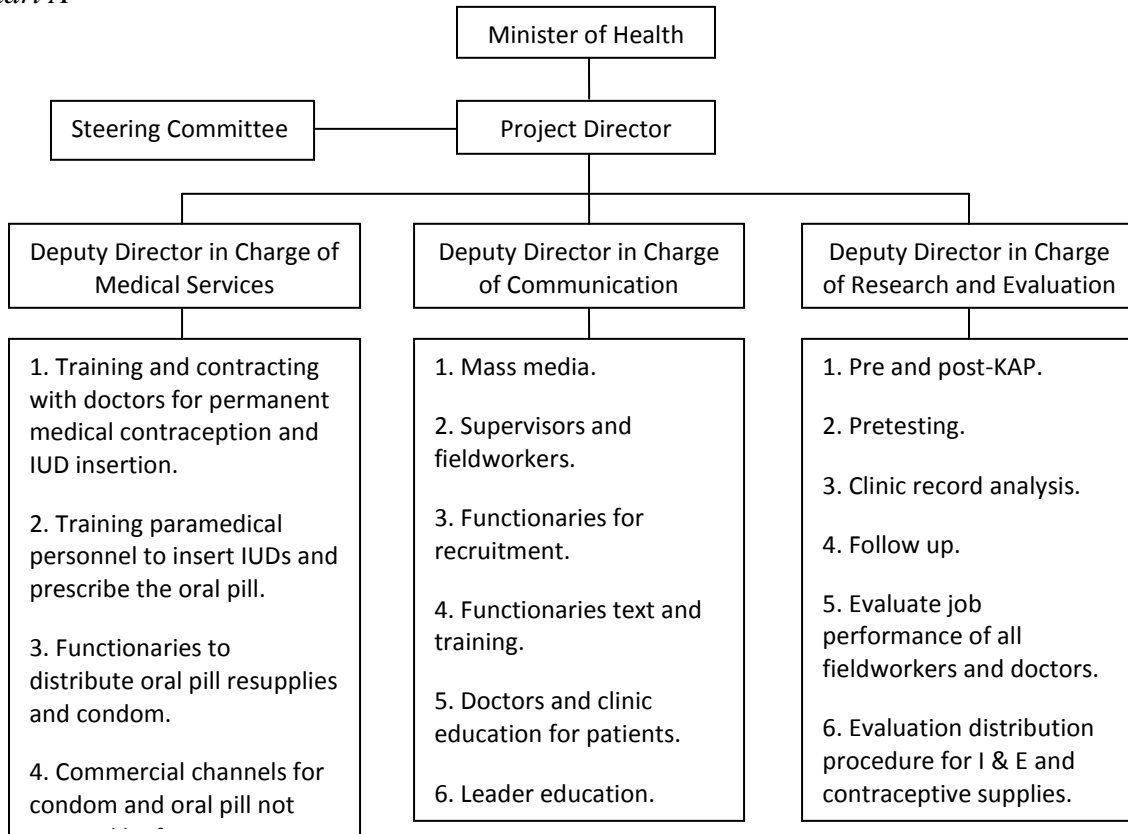 Minister of Health
Steering Committee
Project Director
Deputy Director in Charge of
Medical Services
1. Training and contracting
with doctors for permanent
medical contraception and
IUD insertion.
2. Training paramedical
personnel to insert IUDs and
prescribe the oral pill.
3. Functionaries to
distribute oral pill resupplies
and condom.
4. Commercial channels for
condom and oral pill not
Deputy Director in Charge
of Communication
1. Mass media.
2. Supervisors and
fieldworkers.
3. Functionaries for
recruitment.
4. Functionaries text and
training.
5. Doctors and clinic
education for patients.
6. Leader education.
Deputy Director in Charge
of Research and Evaluation
1. Pre and post-KAP.
2. Pretesting.
3. Clinic record analysis.
4. Follow up.
5. Evaluate job
performance of all
fieldworkers and doctors.
6. Evaluation distribution
procedure for I & E and
contraceptive supplies.